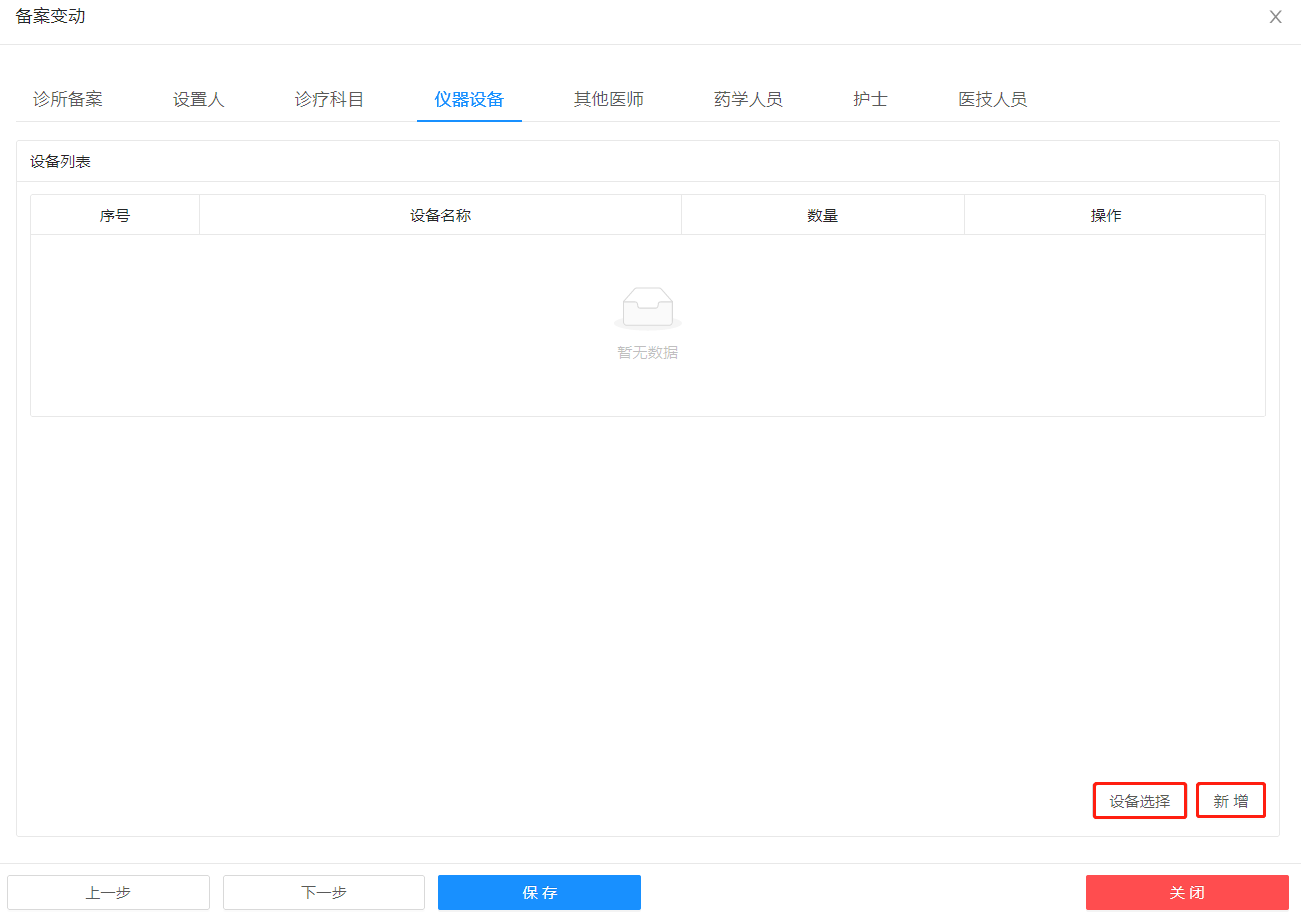 备案变动
诊所备案 设置人 诊疗科目 仪器设备 其他医师 药学人员 护士 医技人员
设备列表
序号 设备名称 数量 操作
暂无数据
设备选择 新 增
上一步 下一步 保 存 关 闭